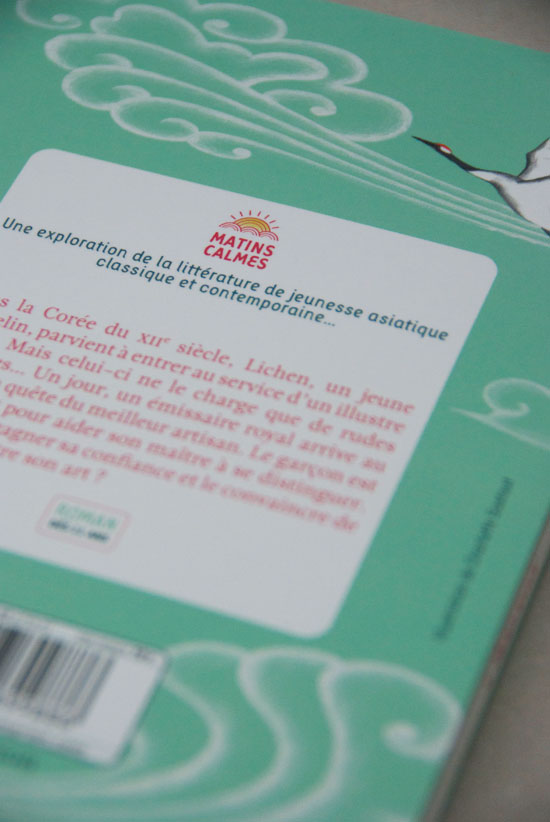 MATINS
CALMES
Une exploration de la littérature de jeunesse asiatique
classique et contemporaine...
s la Corée du XIIe siècle, Lichen, un jeune
elin, parvient à entrer au service d'un illustre
Mais celui-ci ne le charge que de rudes
s... Un jour, un émissaire royal arrive au
quête du meilleur artisan. Le garçon est
pour aider son maître à se distinguer.
gagner sa confiance et le convaincre de
re son art ?
ROMAN